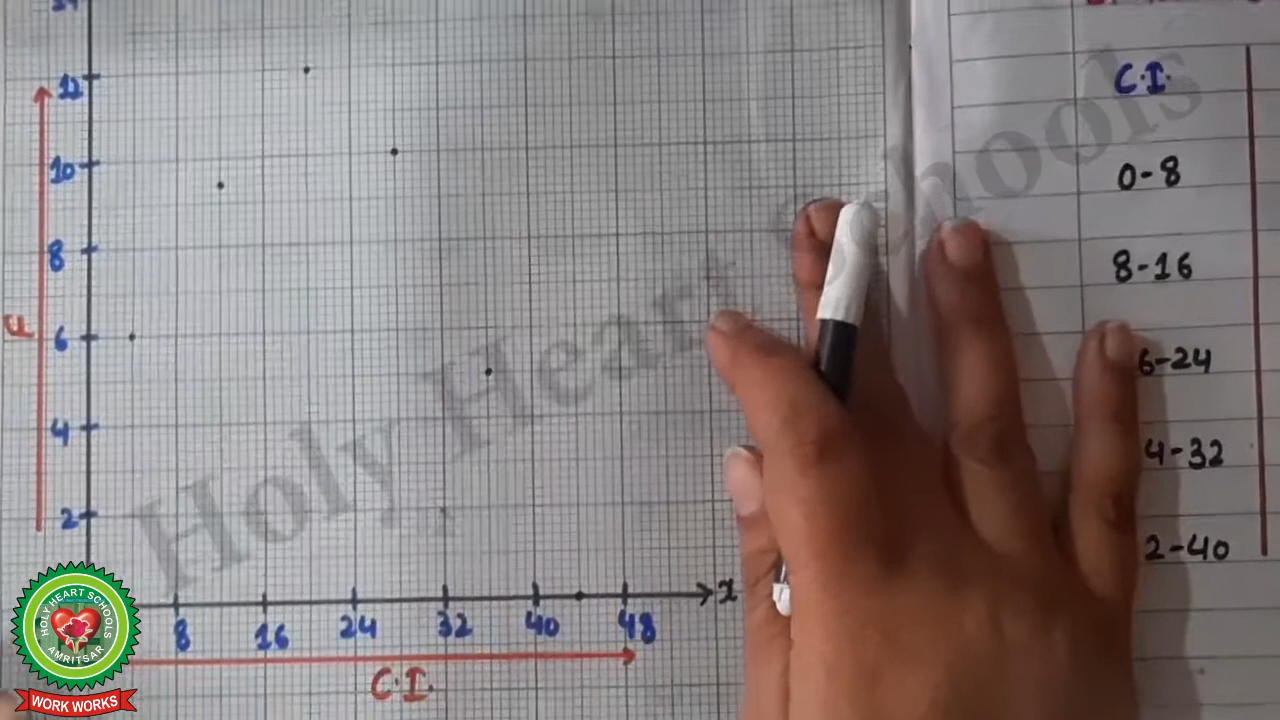 12
10
8
6
4
2
F
8 16 24 32 40 48
x
C.I.
C.I.
0-8
8-16
6-24
4-32
2-40
Holy Heart Schools
HOLY HEART SCHOOLS
AMRITSAR
WORK WORKS